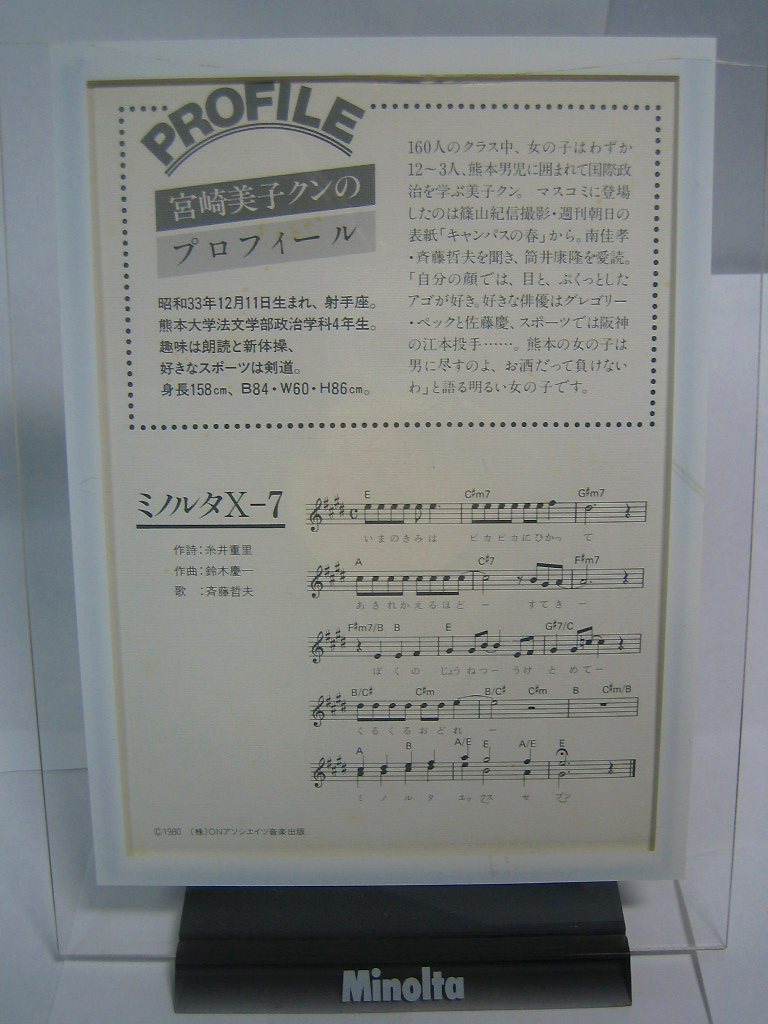 PROFILE
宮崎美子クンの
プロフィール
昭和33年12月11日生まれ、射手座。
熊本大学法文学部政治学科4年生。
趣味は朗読と新体操、
好きなスポーツは剣道。
身長158cm、B84・W60・H86cm。
160人のクラス中、女の子はわずか
12〜3人、熊本男児に囲まれて国際政
治を学ぶ美子クン。マスコミに登場
したのは篠山紀信撮影・週刊朝日の
表紙「キャンパスの春」から。南佳孝
・斉藤哲夫を聞き、筒井康隆を愛読。
「自分の顔では、目と、ぷくっとした
アゴが好き。好きな俳優はグレゴリー
・ペックと佐藤慶、スポーツでは阪神
の江本投手……。熊本の女の子は
男に尽すのよ、お酒だって負けない
わ」と語る明るい女の子です。
ミノルタX-7
作詩：糸井重里
作曲：鈴木慶一
歌　：斉藤哲夫
E C♯m7 G♯m7
いまのきみは ピカピカにひかっ て
A C♯7 F♯m7
あきれかえるほど ー すてき ー
F♯m7/B B E G♯7/C
ぼくの じょうねつー うけ とめてー
B/C♯ C♯m B/C♯ C♯m B C♯m/B
くるくるおどれ ー
A B A/E E A/E E
ミ ノ ル タ エックス セ ブン
©1980 （株）ONアソシエイツ音楽出版
Minolta